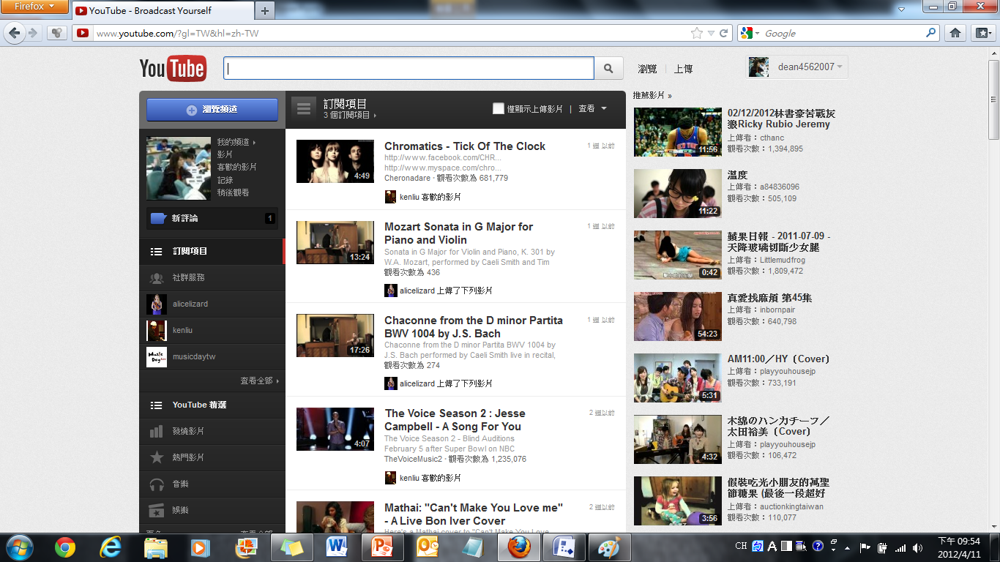 Firefox
YouTube - Broadcast Yourself
www.youtube.com/?gl=TW&hl=zh-TW
Google
YouTube
瀏覽
上傳
dean4562007
瀏覽頻道
我的頻道
影片
喜歡的影片
記錄
稍後觀看
新評論
1
訂閱項目
社群服務
alicelizard
kenliu
musicdaytw
查看全部
YouTube 精選
發燒影片
熱門影片
音樂
娛樂
訂閱項目
3 個訂閱項目
僅顯示上傳影片
查看
4:49
Chromatics - Tick Of The Clock
1 週 以前
http://www.facebook.com/CHR...
http://www.myspace.com/chro...
Cheronadare · 觀看次數為 681,779
kenliu 喜歡的影片
13:24
Mozart Sonata in G Major for
Piano and Violin
1 週 以前
Sonata in G Major for Violin and Piano, K. 301 by
W.A. Mozart, performed by Caeli Smith and Tim
觀看次數為 436
alicelizard 上傳了下列影片
17:26
Chaconne from the D minor Partita
BWV 1004 by J.S. Bach
1 週 以前
Chaconne from the D minor Partita BWV 1004 by
J.S. Bach performed by Caeli Smith live in recital,
觀看次數為 274
alicelizard 上傳了下列影片
4:07
The Voice Season 2 : Jesse
Campbell - A Song For You
2 週以前
The Voice Season 2 - Blind Auditions
February 5 after Super Bowl on NBC
TheVoiceMusic2 · 觀看次數為 1,235,076
kenliu 喜歡的影片
Mathai: "Can't Make You Love me"
- A Live Bon Iver Cover
2 週以前
Here's a Mathai cover to "Can't Make You Love
推薦影片 »
11:56
02/12/2012林書豪苦戰灰
狼Ricky Rubio Jeremy
上傳者：cthanc
觀看次數：1,394,895
11:22
溫度
上傳者：a84836096
觀看次數：505,109
0:42
蘋果日報 - 2011-07-09 -
天降玻璃切斷少女腿
上傳者：Littlemudfrog
觀看次數：1,809,472
54:23
真愛找麻煩 第45集
上傳者：inbornpair
觀看次數：640,798
5:31
AM11:00／HY（Cover）
上傳者：playyouhousejp
觀看次數：733,191
4:32
木綿のハンカチーフ／
太田裕美（Cover）
上傳者：playyouhousejp
觀看次數：106,472
3:56
假裝吃光小朋友的萬聖
節糖果 (最後一段超好
上傳者：auctionkingtaiwan
觀看次數：110,077
CH
下午 09:54
2012/4/11